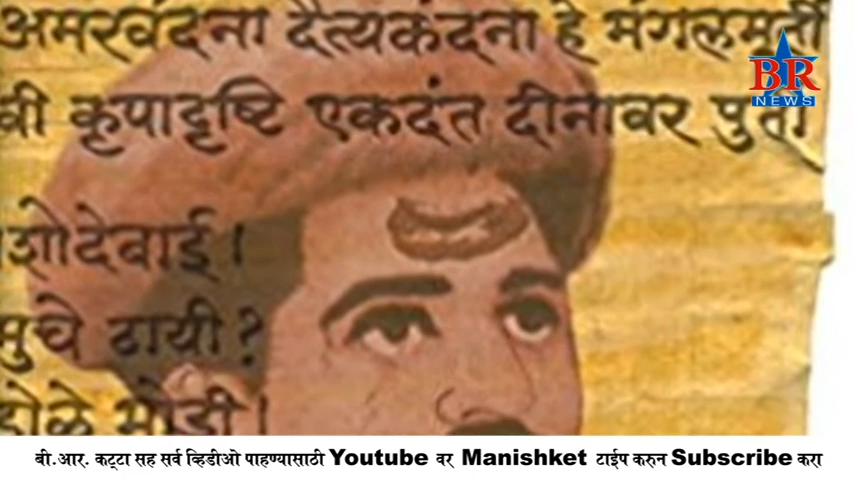 अमरवंदना दैत्यकंदना हे मंगलमूर्ती
BR
NEWS
वी कृपादृष्टि एकदंत दीनावर पुरती
शोदेबाई।
मुचे ठायी?
डोळे मोडी।
बी.आर. कट्टा सह सर्व व्हिडीओ पाहण्यासाठी Youtube वर Manishket टाईप करुन Subscribe करा